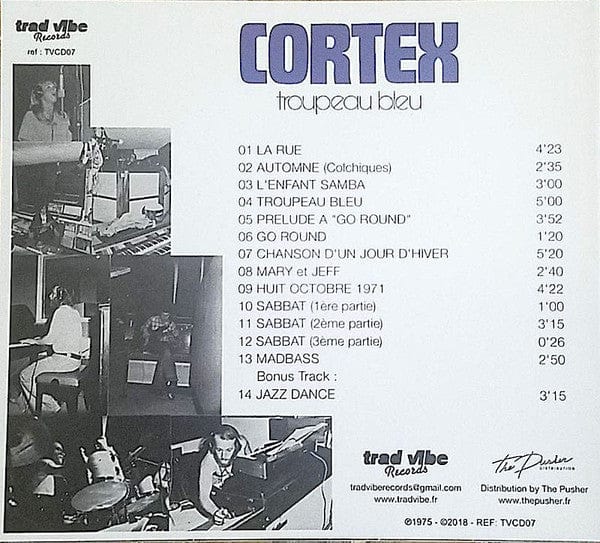 trad vibe
Records
ref : TVCD07
CORTEX
troupeau bleu
01 LA RUE 4'23
02 AUTOMNE (Colchiques) 2'35
03 L'ENFANT SAMBA 3'00
04 TROUPEAU BLEU 5'00
05 PRELUDE A "GO ROUND" 3'52
06 GO ROUND 1'20
07 CHANSON D'UN JOUR D'HIVER 5'20
08 MARY et JEFF 2'40
09 HUIT OCTOBRE 1971 4'22
10 SABBAT (1ère partie) 1'00
11 SABBAT (2ème partie) 3'15
12 SABBAT (3ème partie) 0'26
13 MADBASS 2'50
Bonus Track :
14 JAZZ DANCE 3'15
trad vibe
Records
tradviberecords@gmail.com
www.tradvibe.fr
The Pusher
DISTRIBUTION
Distribution by The Pusher
www.thepusher.fr
℗1975 - ©2018 - REF: TVCD07